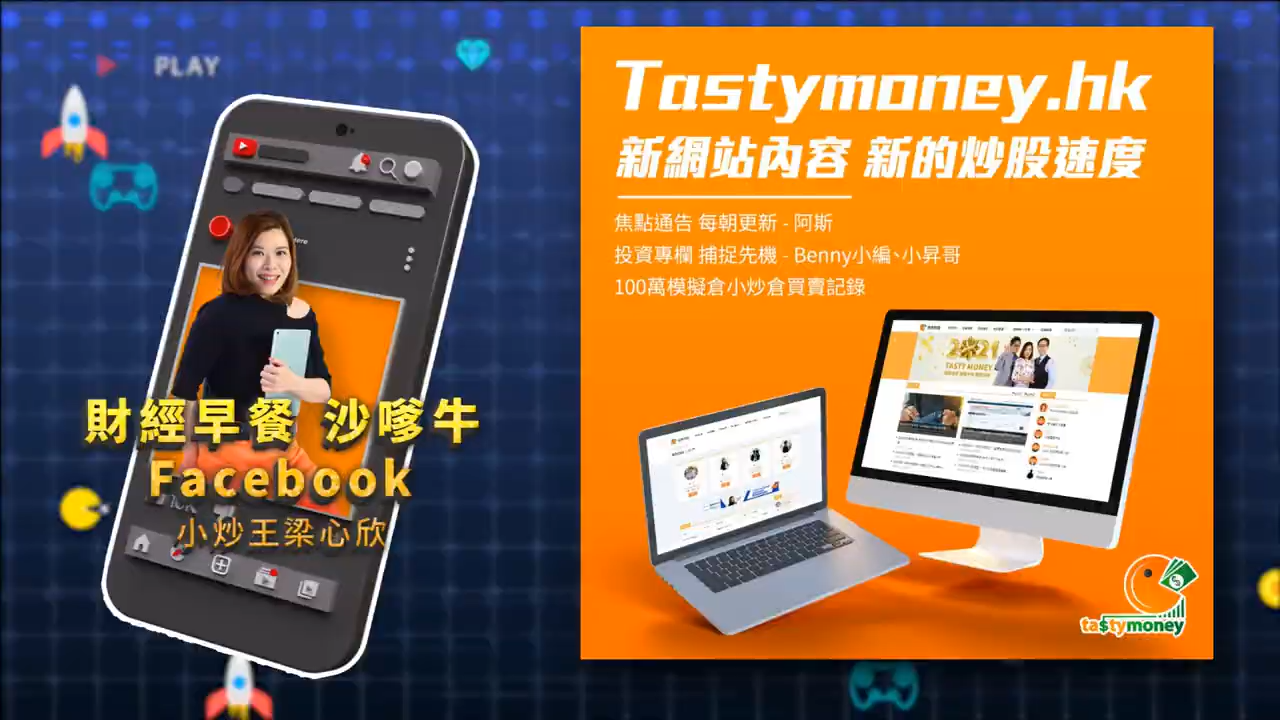 PLAY
財經早餐 沙嗲牛
Facebook
小炒王梁心欣
Tastymoney.hk
新網站內容 新的炒股速度
焦點通告 每朝更新 - 阿斯
投資專欄 捕捉先機 - Benny小編、小昇哥
100萬模擬倉小炒倉買賣記錄
2021
TASTY MONEY
ta$tymoney